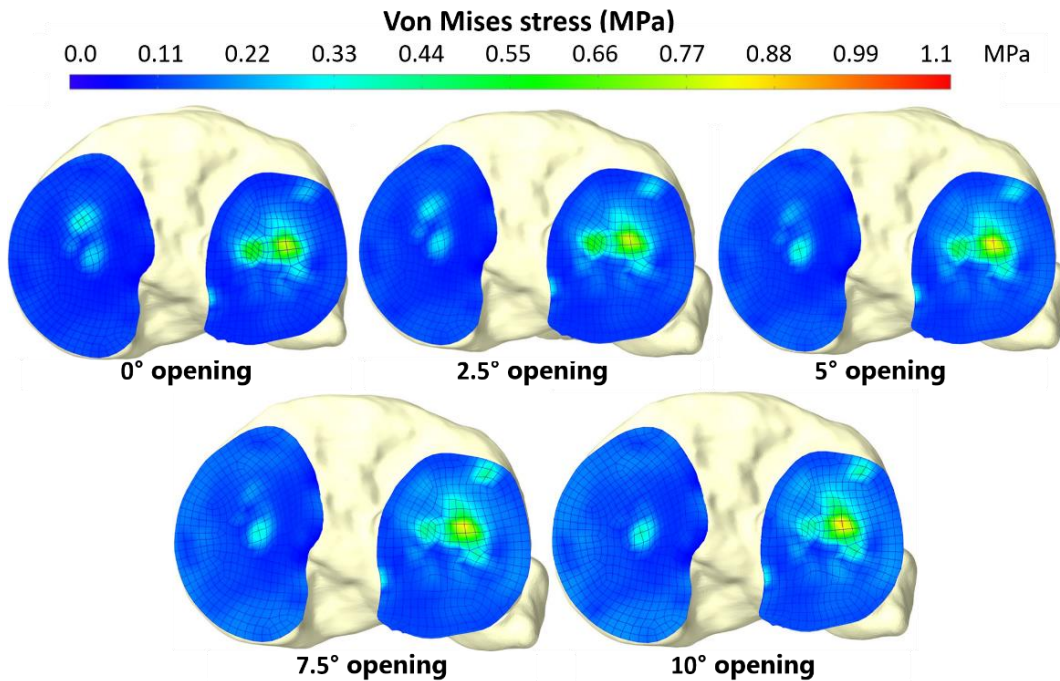 Von Mises stress (MPa)
0.0 0.11 0.22 0.33 0.44 0.55 0.66 0.77 0.88 0.99 1.1 MPa
0° opening 2.5° opening 5° opening
7.5° opening 10° opening